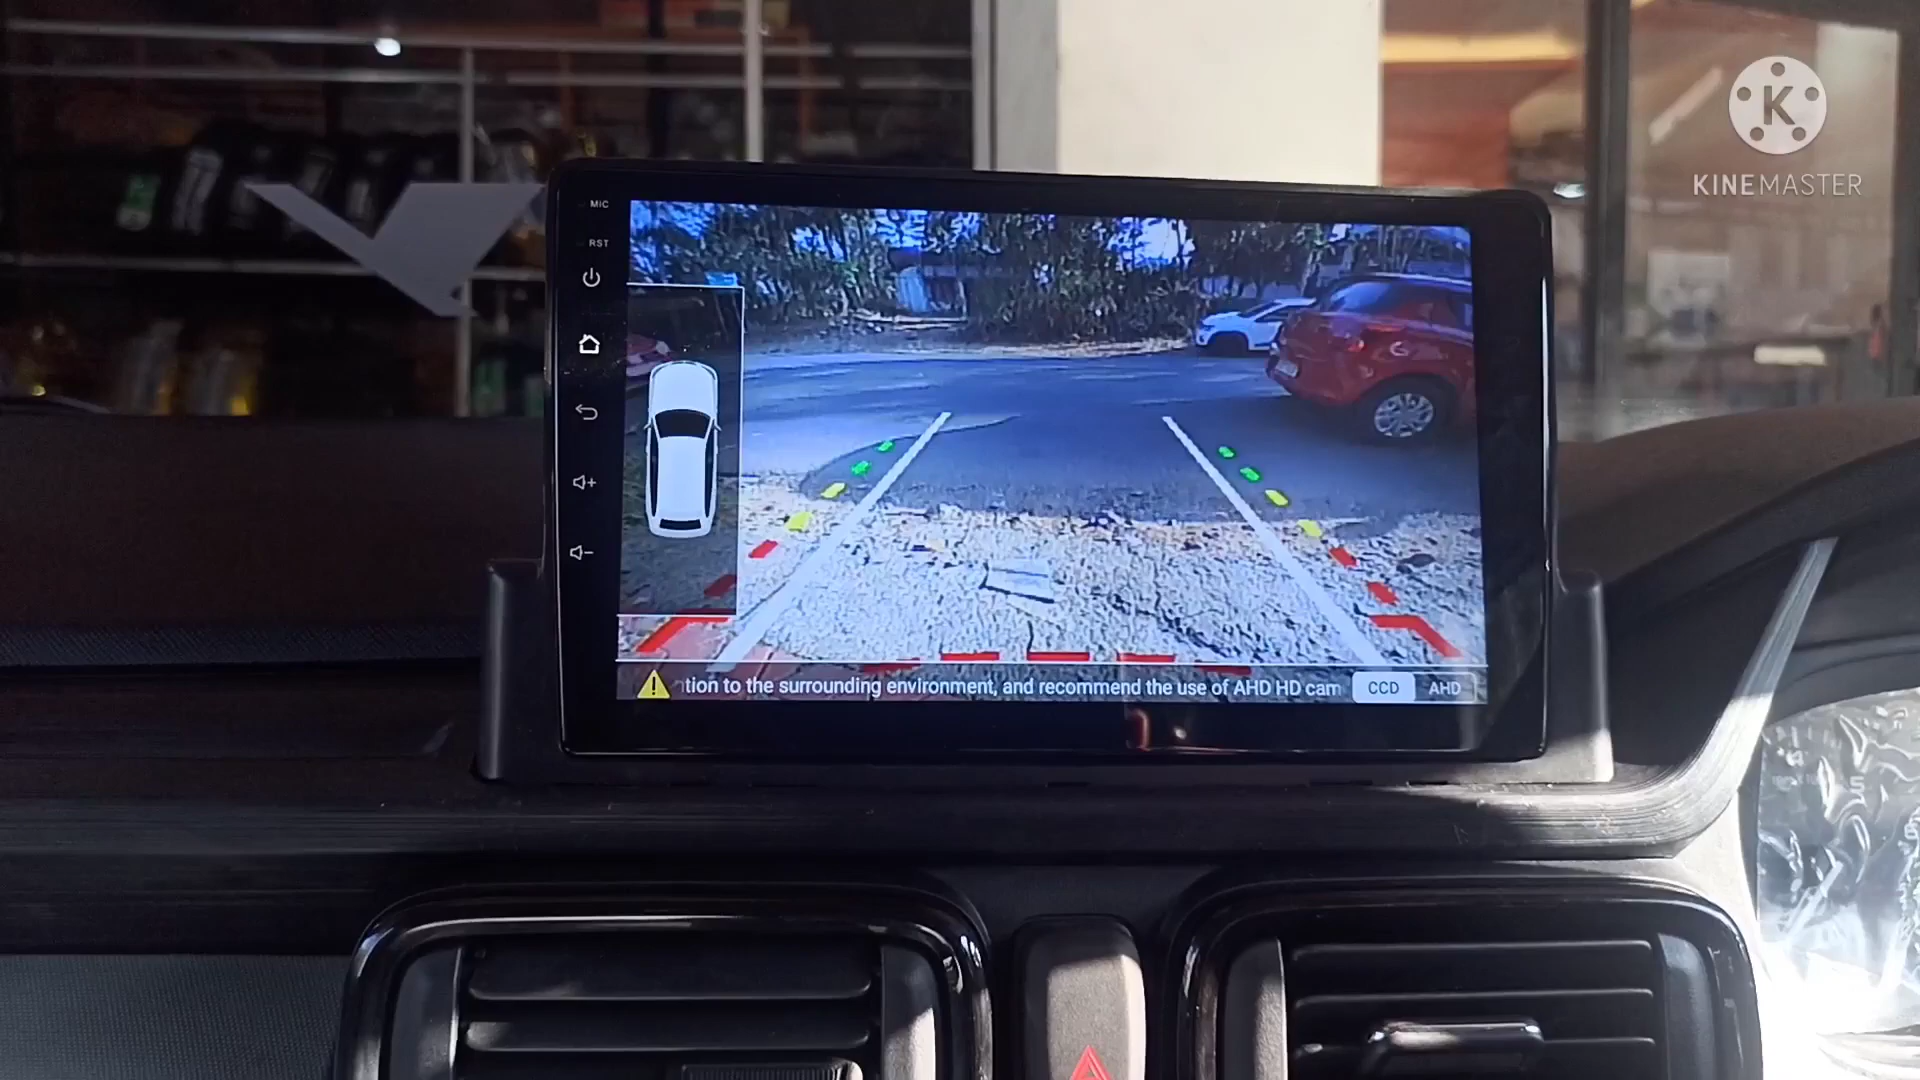 K
KINEMASTER
MIC
RST
tion to the surrounding environment, and recommend the use of AHD HD cam
CCD
AHD